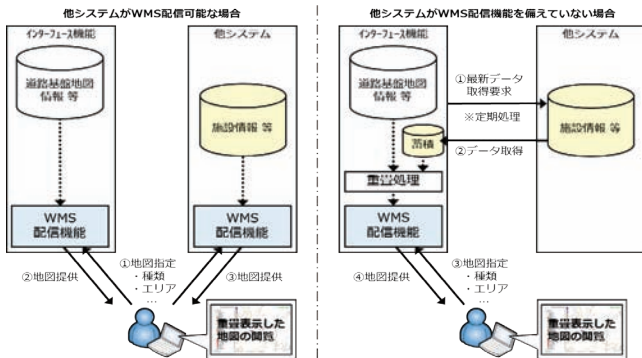 他システムがWMS配信可能な場合
インターフェース機能
他システム
道路基盤地図
情報 等
施設情報 等
WMS
配信機能
WMS
配信機能
①地図指定
・種類
・エリア
…
②地図提供
③地図提供
重畳表示した
地図の閲覧
他システムがWMS配信機能を備えていない場合
インターフェース機能
他システム
道路基盤地図
情報 等
①最新データ
取得要求
※定期処理
施設情報 等
蓄積
②データ取得
重畳処理
WMS
配信機能
③地図指定
・種類
・エリア
…
④地図提供
重畳表示した
地図の閲覧